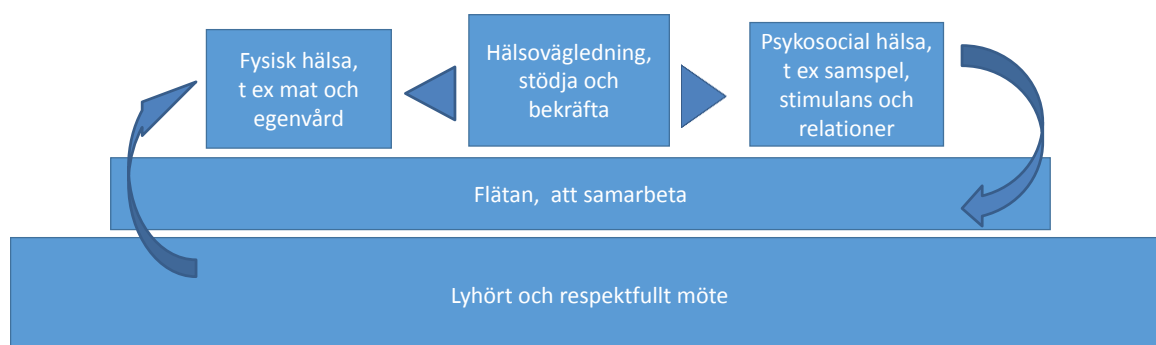 Fysisk hälsa,
t ex mat och
egenvård
Hälsovägledning,
stödja och
bekräfta
Psykosocial hälsa,
t ex samspel,
stimulans och
relationer
Flätan, att samarbeta
Lyhört och respektfullt möte